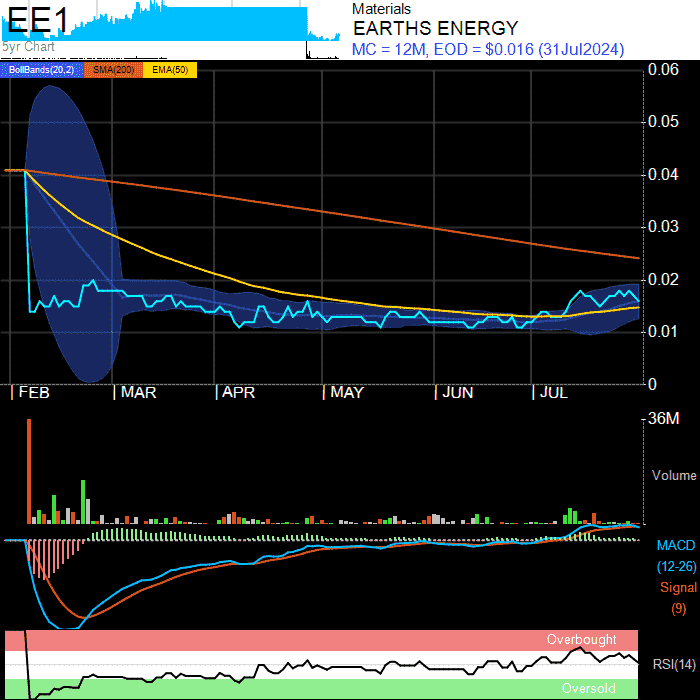 EE1
5yr Chart
Materials
EARTHS ENERGY
MC = 12M, EOD = $0.016 (31Jul2024)
BollBands(20,2) SMA(200) EMA(50)
0.06
0.05
0.04
0.03
0.02
0.01
0
FEB MAR APR MAY JUN JUL
36M
Volume
MACD
(12-26)
Signal
(9)
Overbought
RSI(14)
Oversold